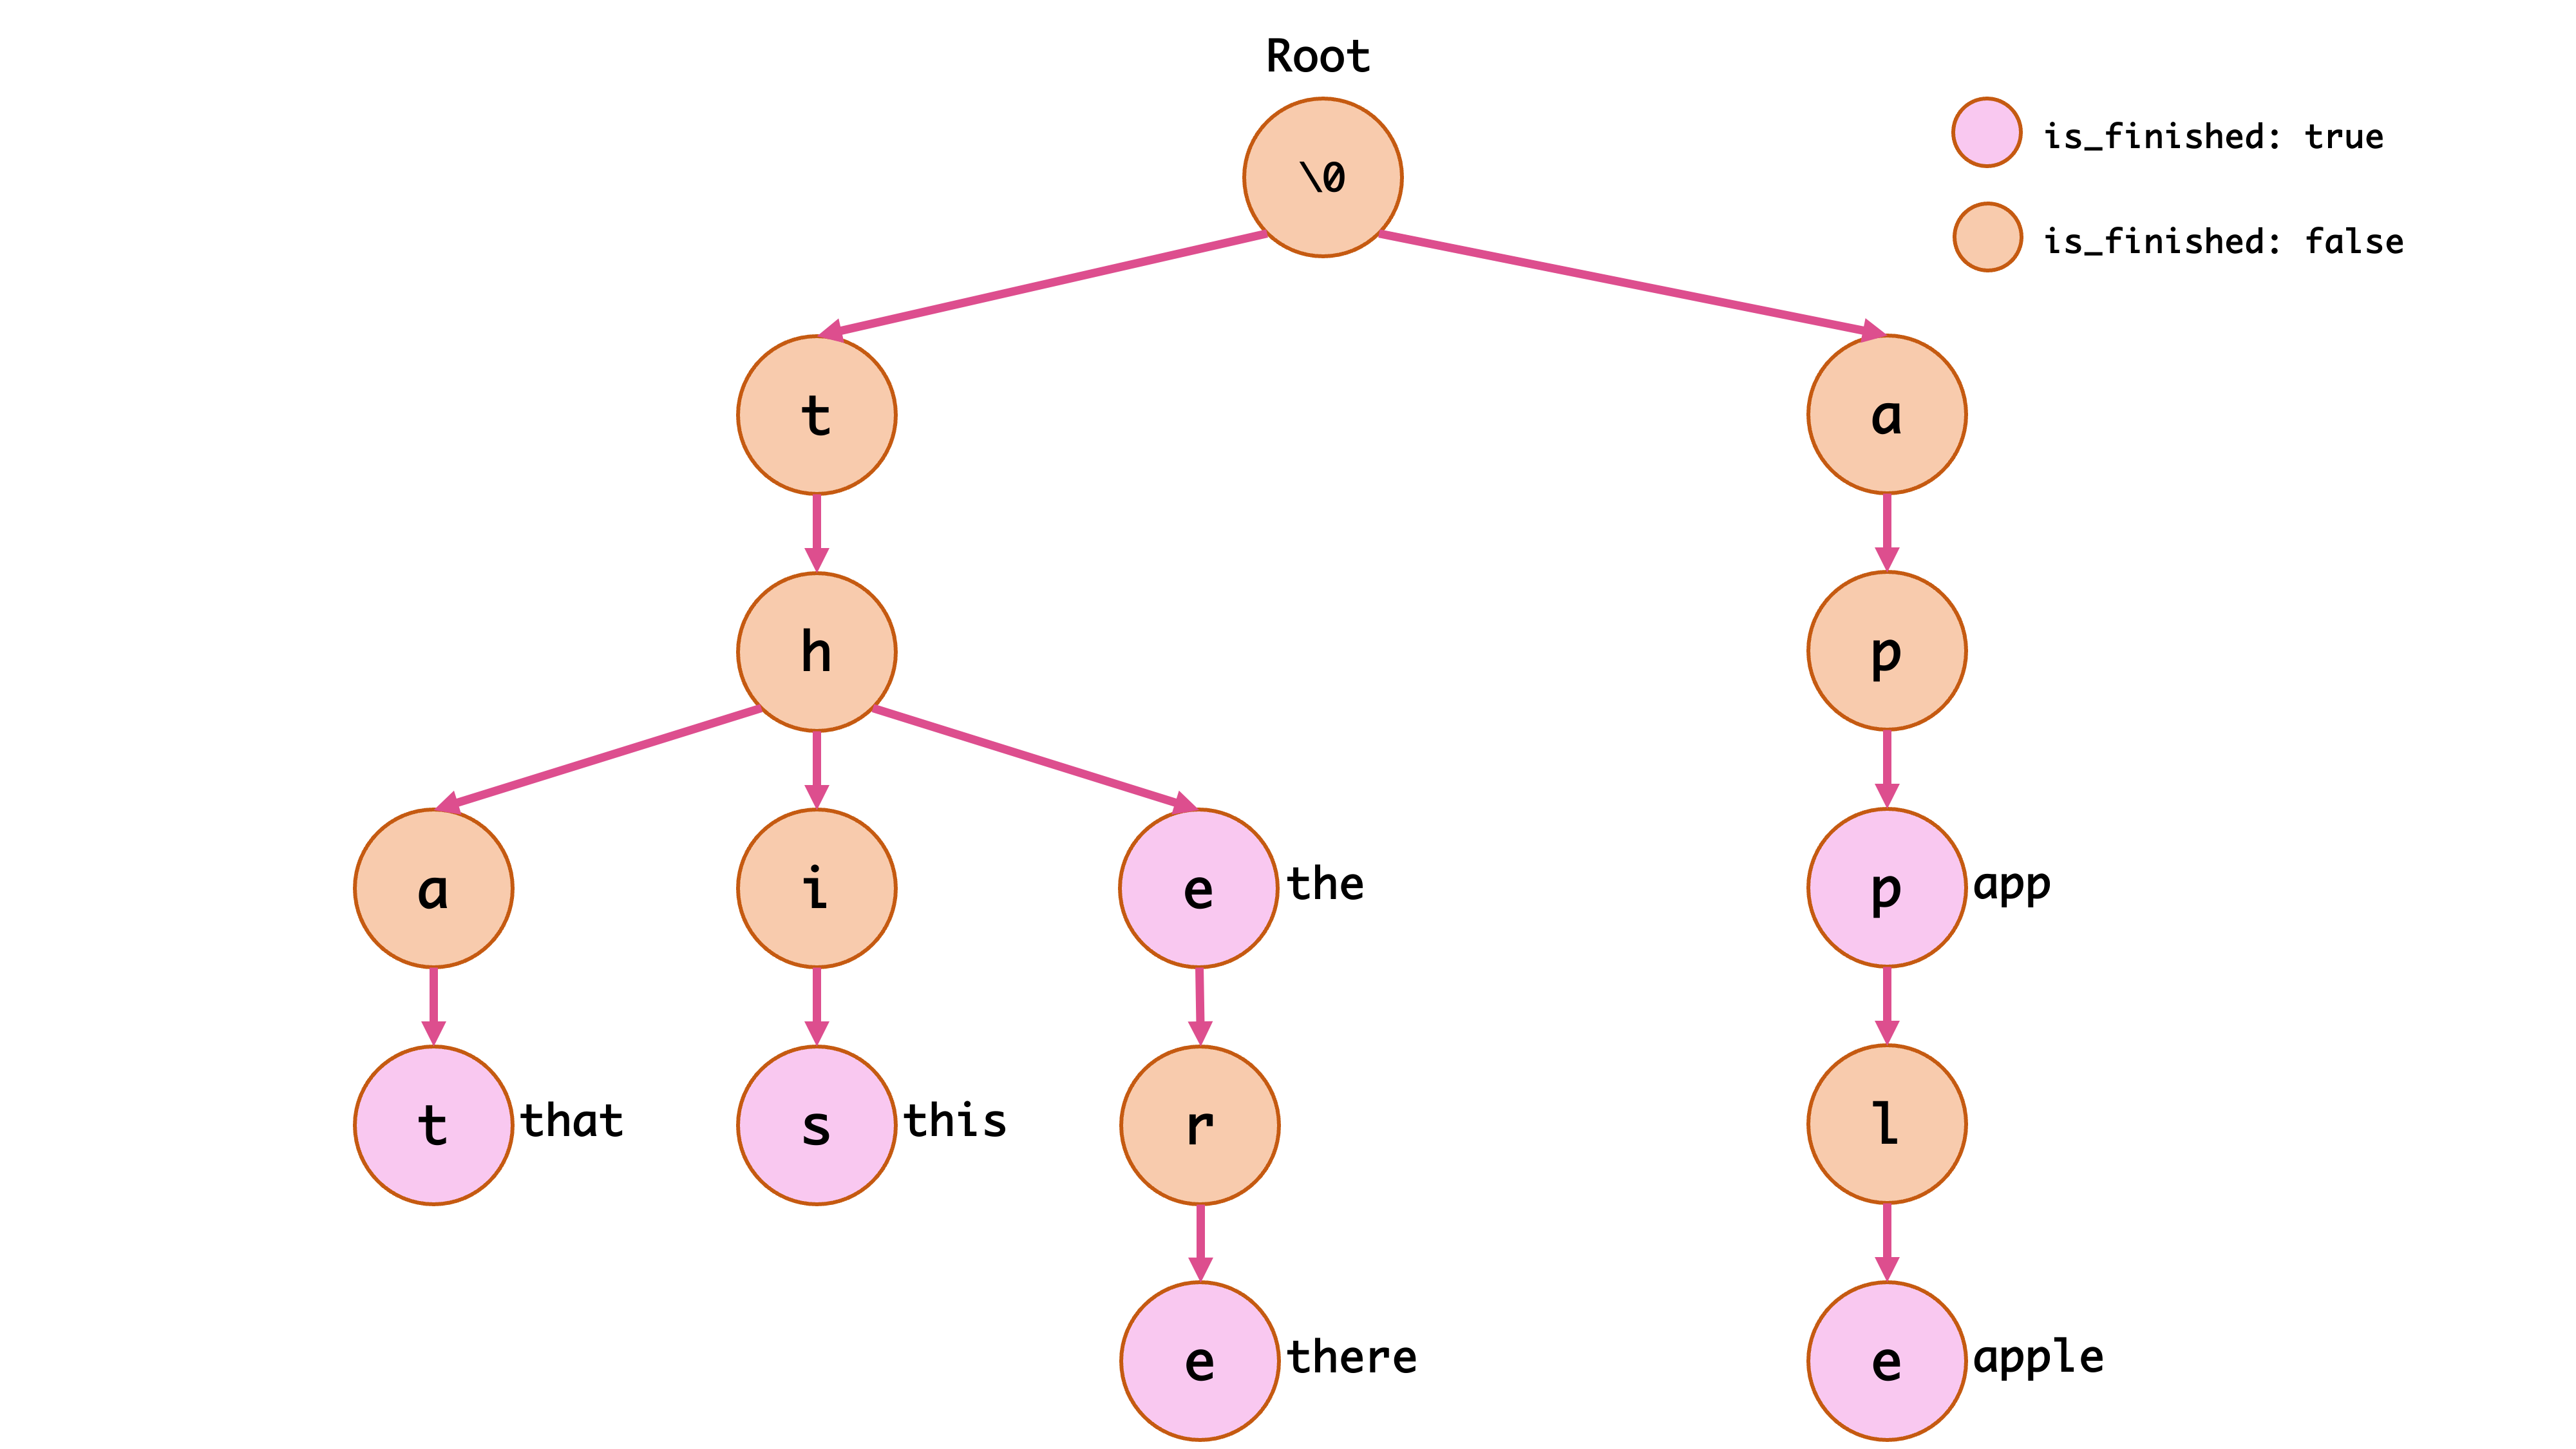 Root
\0
is_finished: true
is_finished: false
t
a
h
p
a
i
e the
p app
t that
s this
r
l
e there
e apple